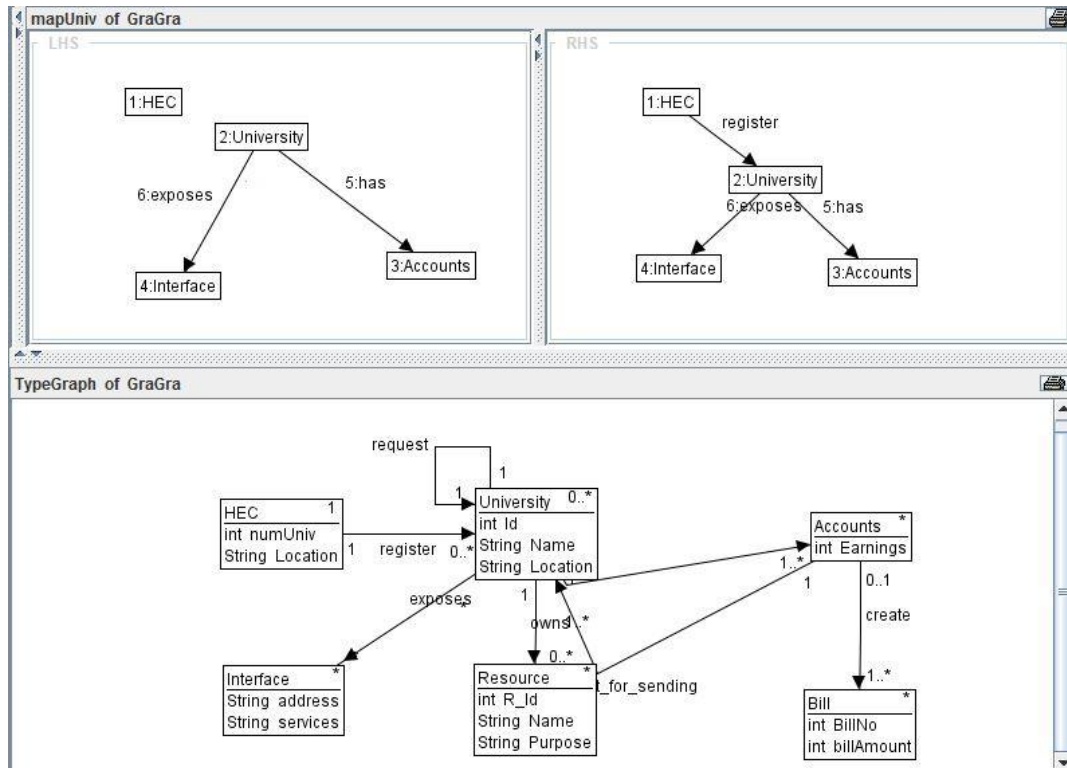 mapUniv of GraGra
LHS
RHS
1:HEC
2:University
6:exposes
5:has
4:Interface
3:Accounts
1:HEC
register
2:University
6:exposes
5:has
4:Interface
3:Accounts
TypeGraph of GraGra
request
1
1
HEC 1
int numUniv
String Location
1
register
0..*
University 0..*
int Id
String Name
String Location
Accounts *
int Earnings
1..*
1
0..1
create
1..*
exposes
*
1
owns
1..*
0..*
Interface *
String address
String services
Resource *
int R_Id
String Name
String Purpose
t_for_sending
Bill *
int BillNo
int billAmount